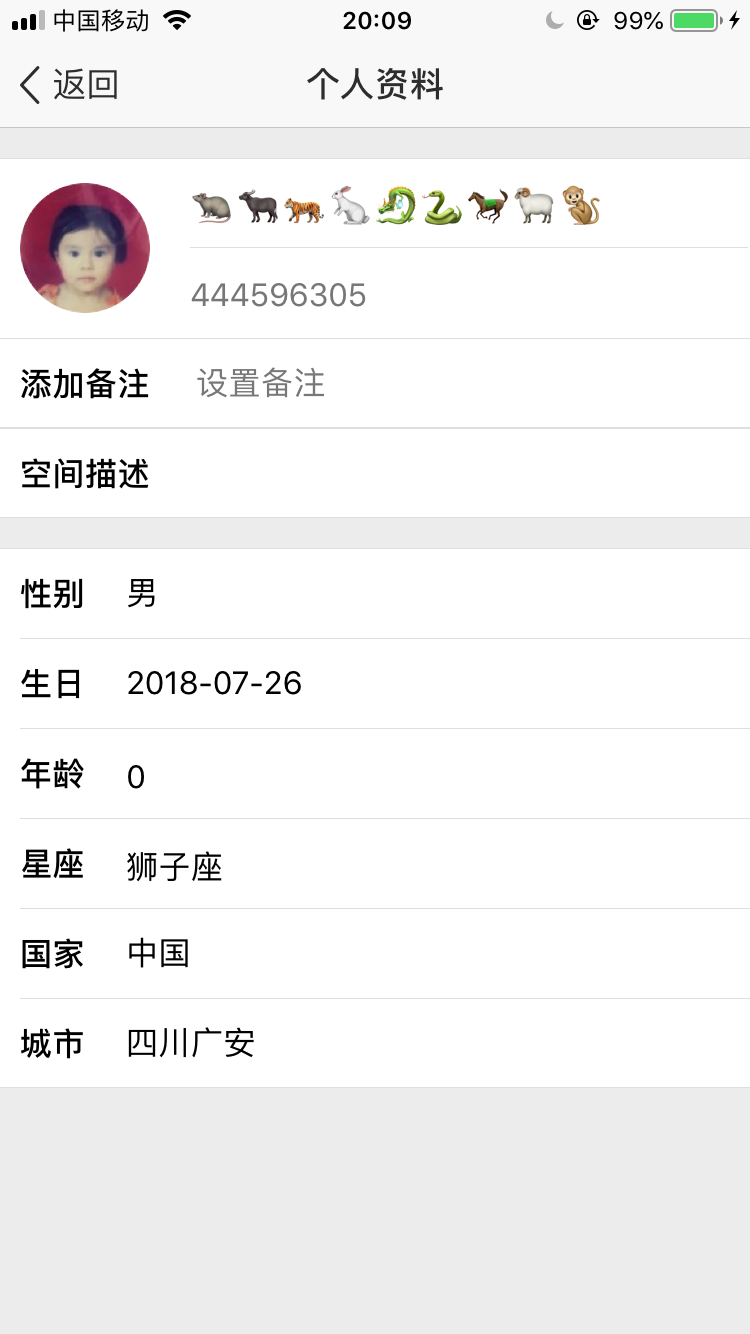 中国移动 20:09 99%
返回 个人资料
🐀🐃🐅🐇🐉🐍🐎🐏🐒
444596305
添加备注 设置备注
空间描述
性别 男
生日 2018-07-26
年龄 0
星座 狮子座
国家 中国
城市 四川广安